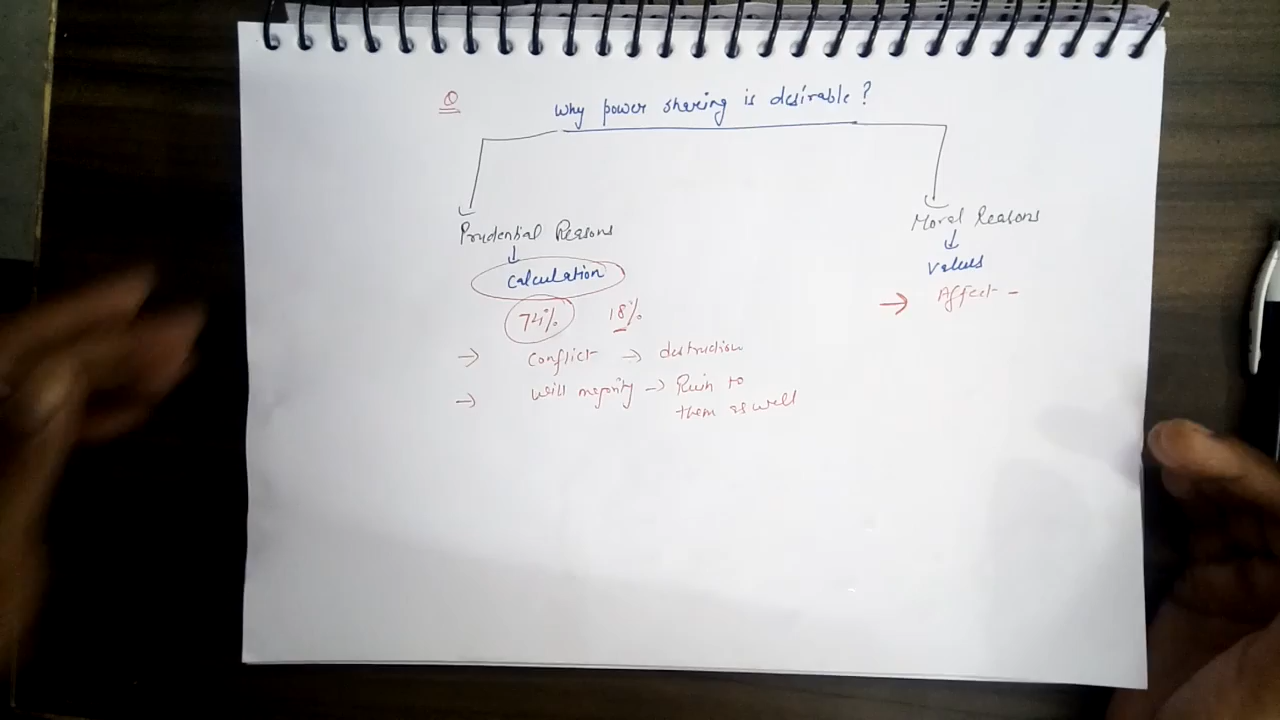 Q Why power sharing is desirable?
Prudential Reasons
Moral Reasons
↓
↓
Calculation
Values
74% 18%
→ Affect -
→ Conflict → destruction
→ will majority → Ruin to
them as well